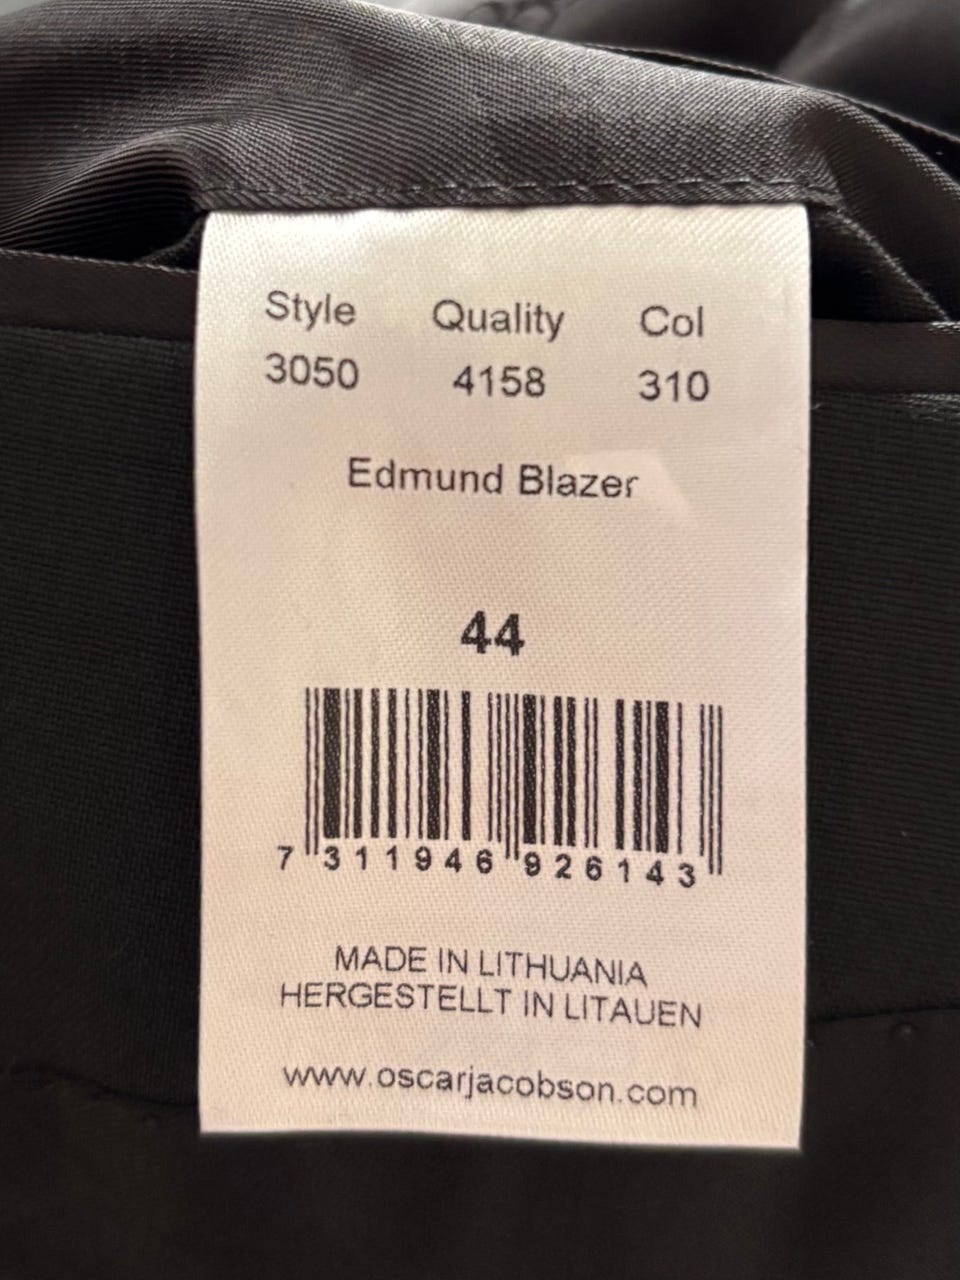 Style Quality Col
3050 4158 310
Edmund Blazer
44
7 311946 926143
MADE IN LITHUANIA
HERGESTELLT IN LITAUEN
www.oscarjacobson.com